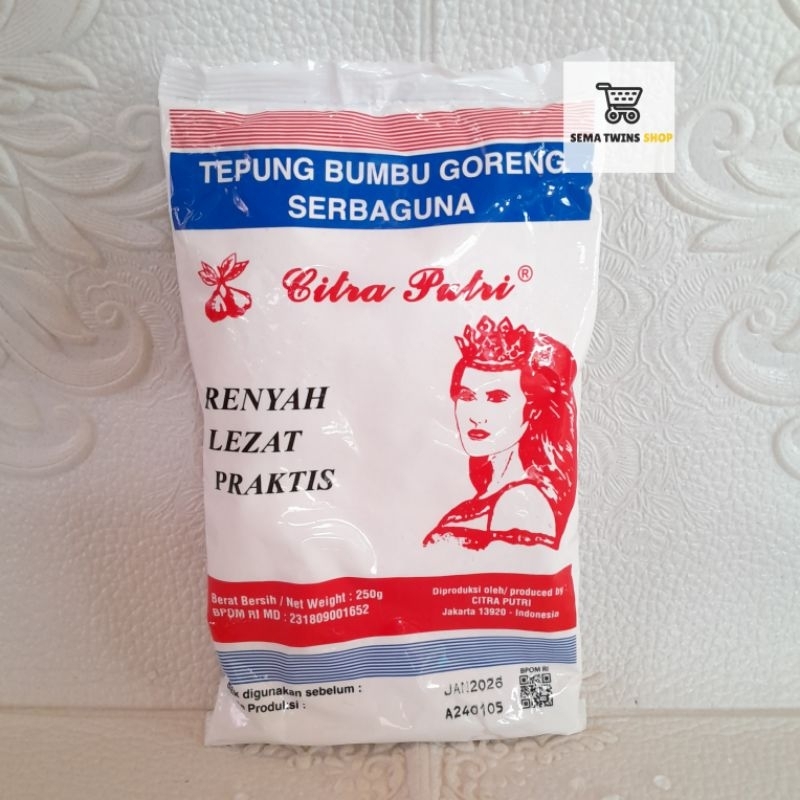 SEMA TWINS SHOP
TEPUNG BUMBU GORENG
SERBAGUNA
Citra Putri®
RENYAH
LEZAT
PRAKTIS
Berat Bersih / Net Weight : 250g
BPOM RI MD : 231809001652
Diproduksi oleh/ produced by :
CITRA PUTRI
Jakarta 13920 - Indonesia
BPOM RI
digunakan sebelum : JAN2026
Produksi : A240105